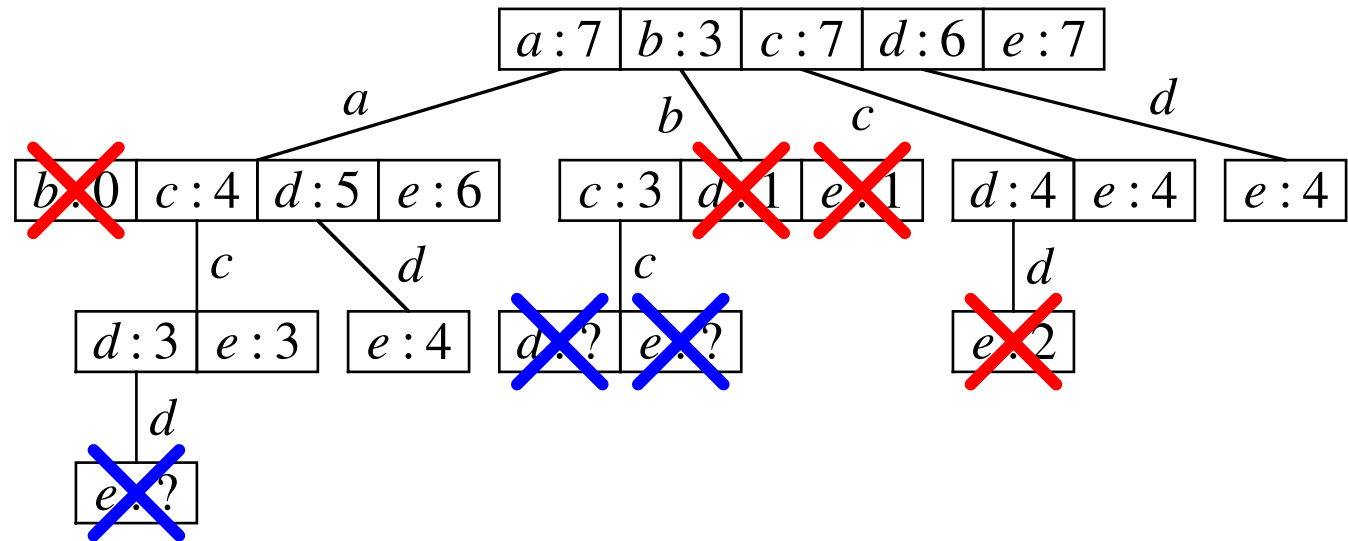 a : 7 b : 3 c : 7 d : 6 e : 7
a b c d
b : 0 c : 4 d : 5 e : 6 c : 3 d : 1 e : 1 d : 4 e : 4 e : 4
c d c d
d : 3 e : 3 e : 4 d : ? e : ? e : 2
d
e : ?